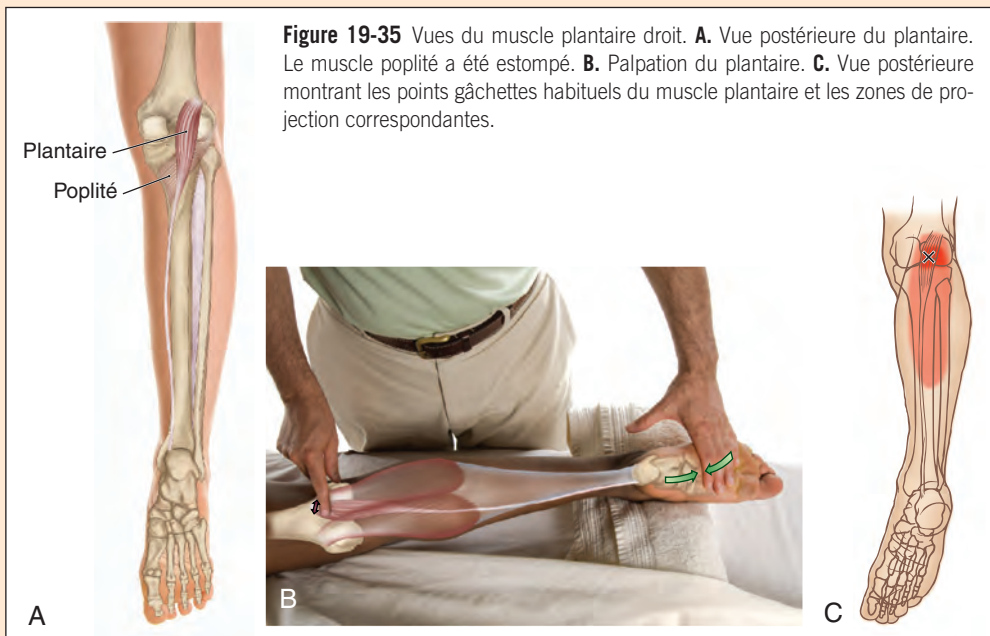 Figure 19-35 Vues du muscle plantaire droit. A. Vue postérieure du plantaire.
Le muscle poplité a été estompé. B. Palpation du plantaire. C. Vue postérieure
montrant les points gâchettes habituels du muscle plantaire et les zones de pro-
jection correspondantes.
Plantaire
Poplité
A
B
C